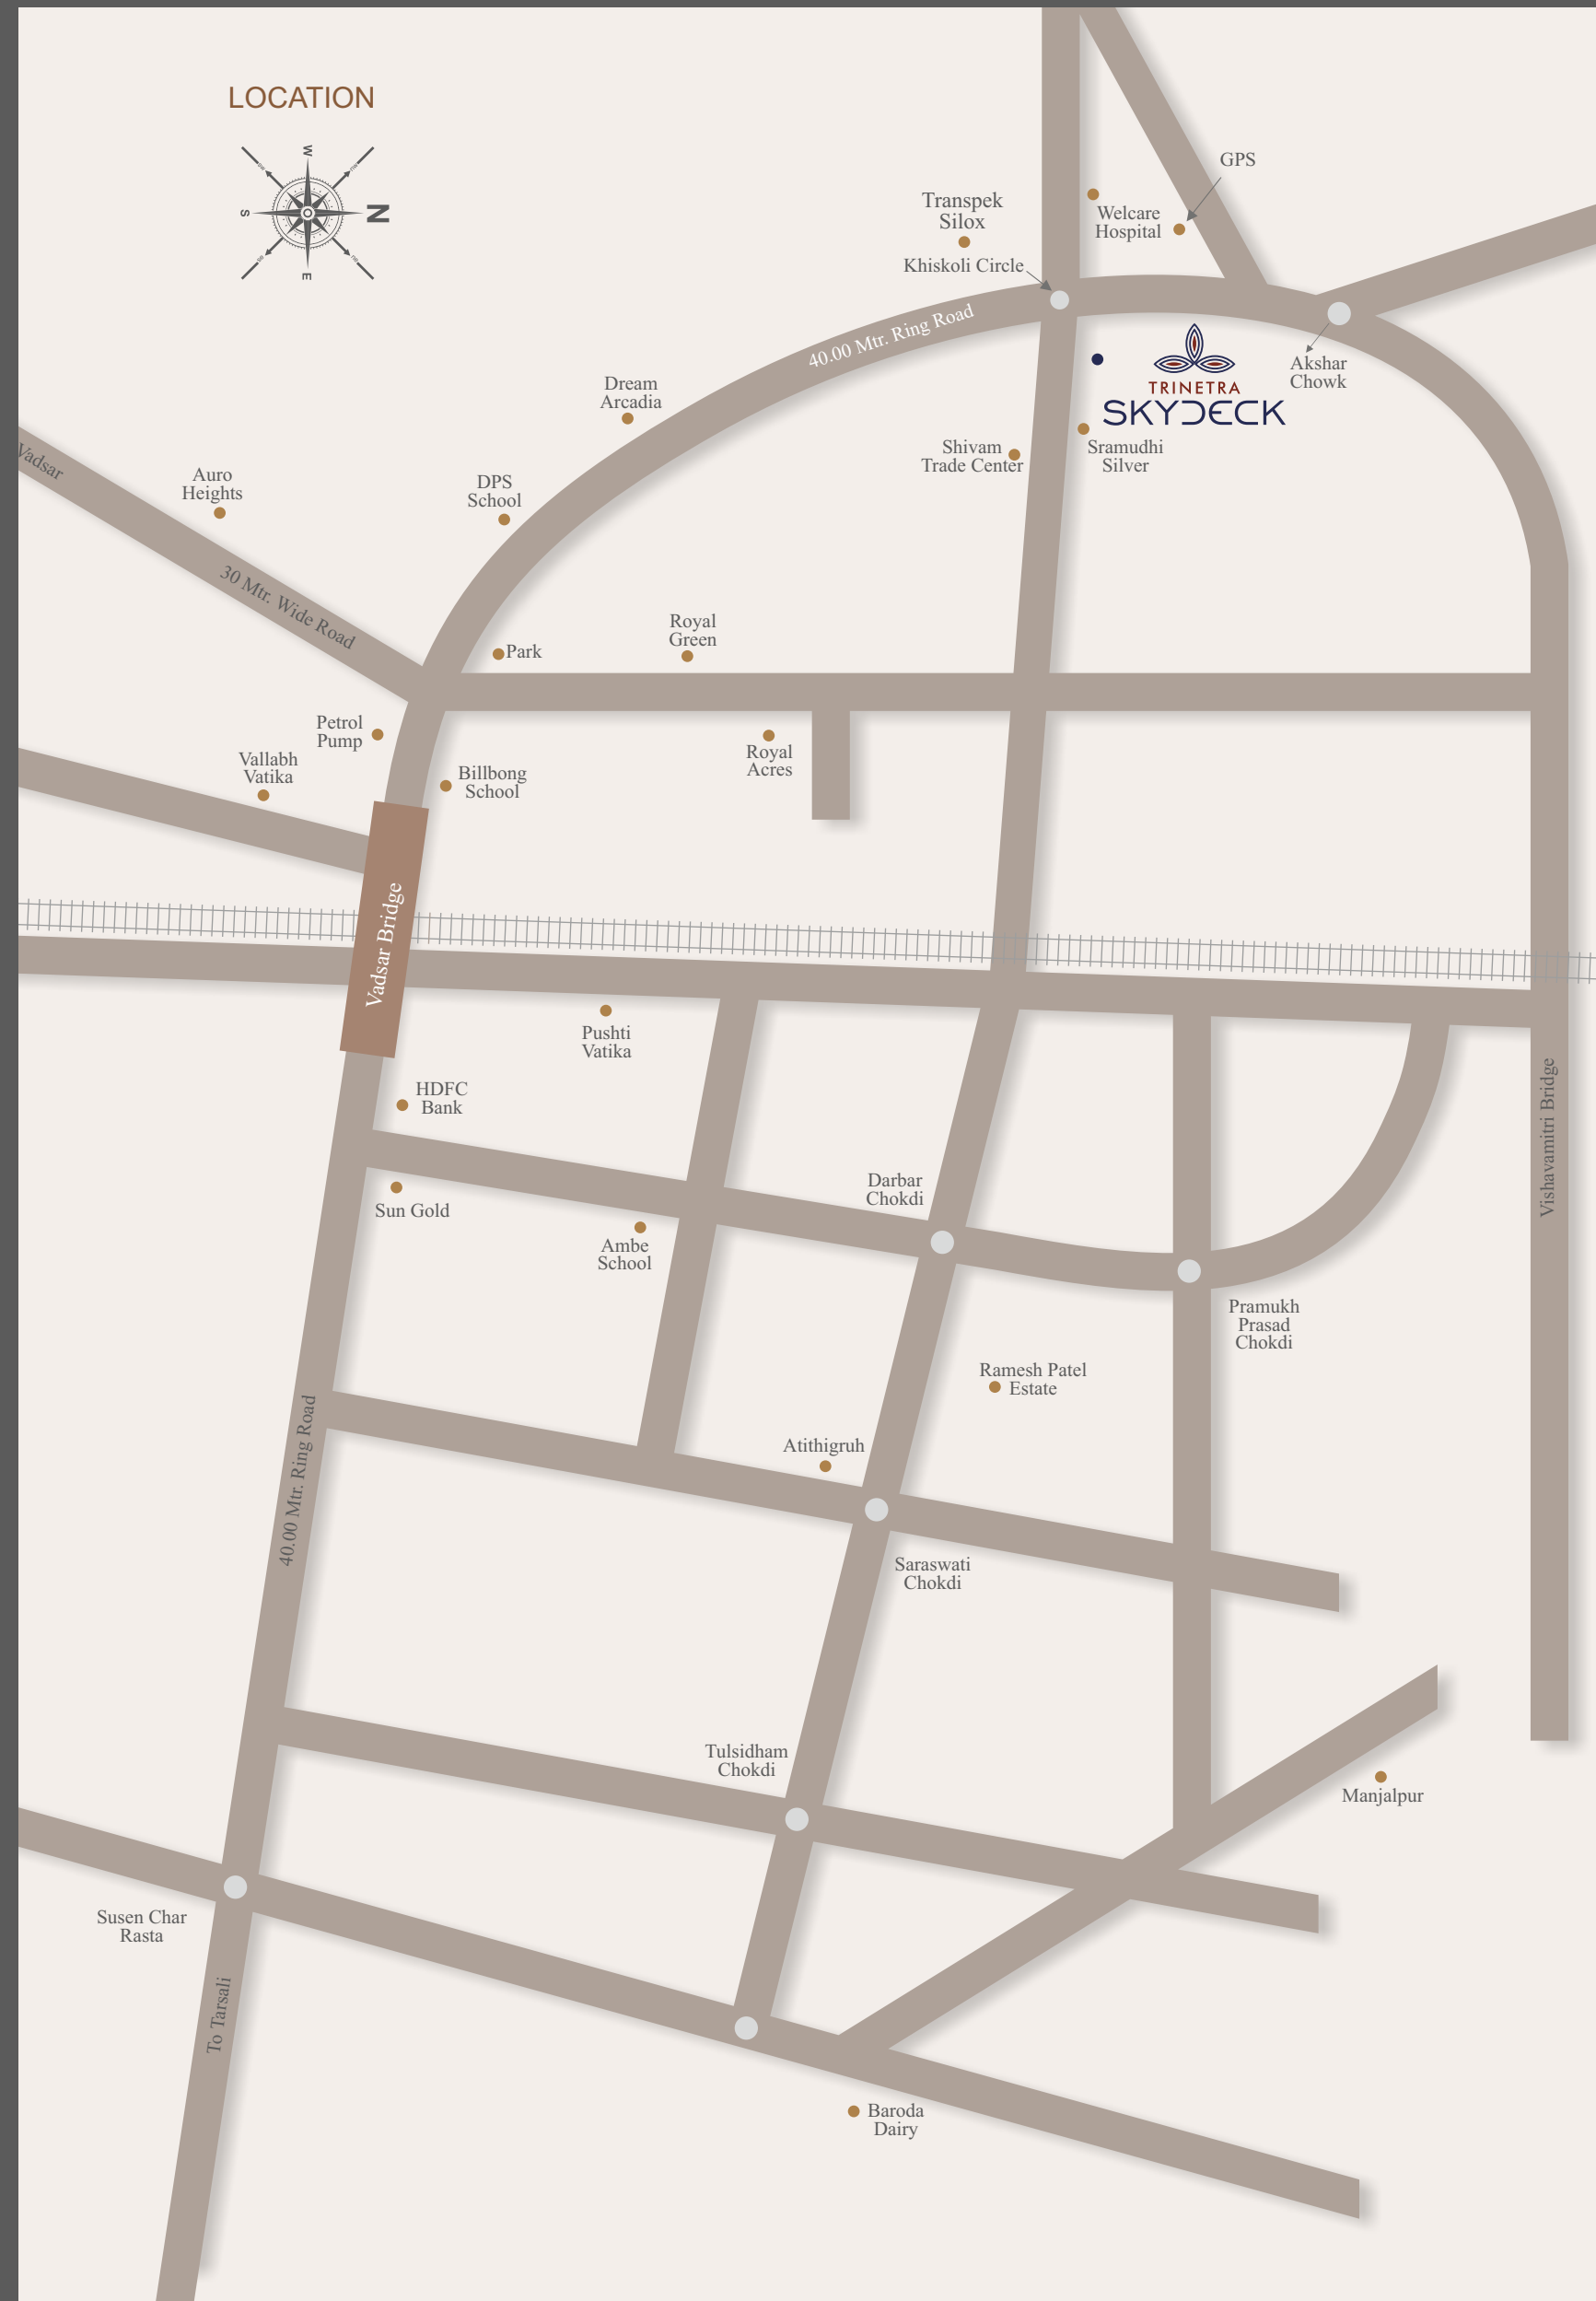 LOCATION
W
N
S
E
GPS
Transpek
Silox
Welcare
Hospital
Khiskoli Circle
40.00 Mtr. Ring Road
TRINETRA
SKYDECK
Akshar
Chowk
Dream
Arcadia
Shivam
Trade Center
Sramudhi
Silver
Vadsar
Auro
Heights
DPS
School
30 Mtr. Wide Road
Park
Royal
Green
Petrol
Pump
Vallabh
Vatika
Billbong
School
Royal
Acres
Vadsar Bridge
Pushti
Vatika
HDFC
Bank
Vishavamitri Bridge
Sun Gold
Ambe
School
Darbar
Chokdi
Pramukh
Prasad
Chokdi
Ramesh Patel
Estate
40.00 Mtr. Ring Road
Atithigruh
Saraswati
Chokdi
Tulsidham
Chokdi
Manjalpur
Susen Char
Rasta
To Tarsali
Baroda
Dairy